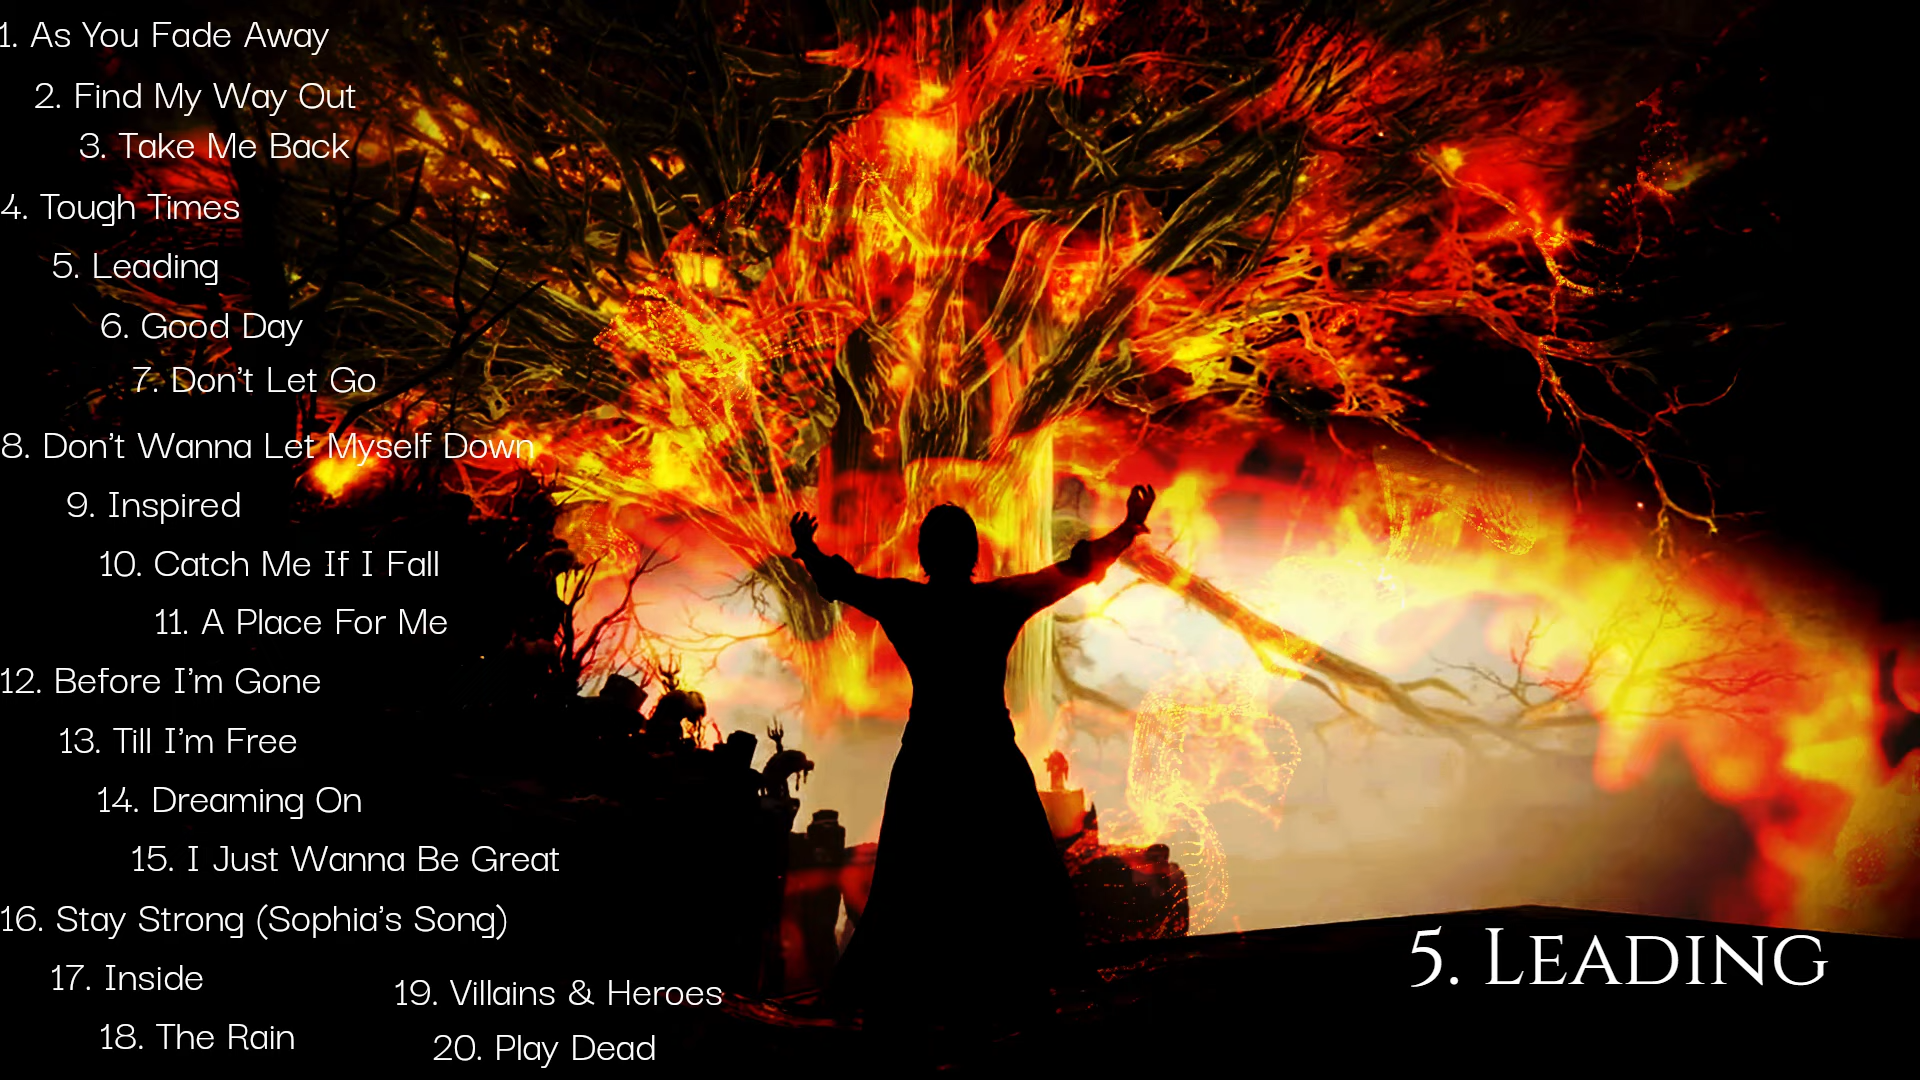 1. As You Fade Away
2. Find My Way Out
3. Take Me Back
4. Tough Times
5. Leading
6. Good Day
7. Don't Let Go
8. Don't Wanna Let Myself Down
9. Inspired
10. Catch Me If I Fall
11. A Place For Me
12. Before I'm Gone
13. Till I'm Free
14. Dreaming On
15. I Just Wanna Be Great
16. Stay Strong (Sophia's Song)
17. Inside
18. The Rain
19. Villains & Heroes
20. Play Dead
5. Leading